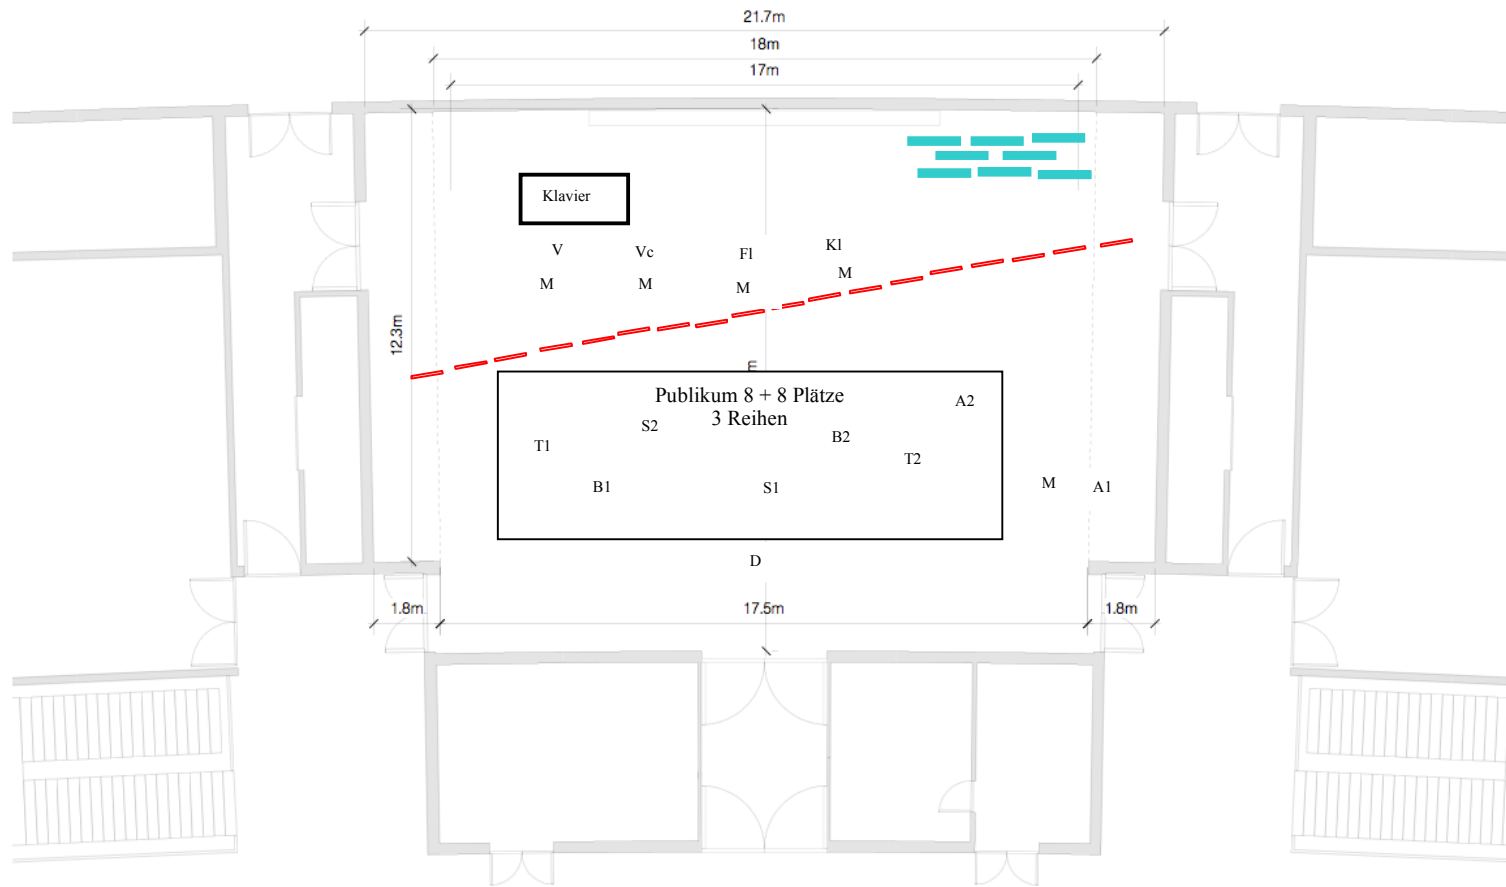 21.7m
18m
17m
Klavier
V
Vc
Fl
Kl
M
M
M
M
12.3m
Publikum 8 + 8 Plätze
3 Reihen
A2
S2
B2
T1
T2
B1
S1
M
A1
D
1.8m
17.5m
1.8m